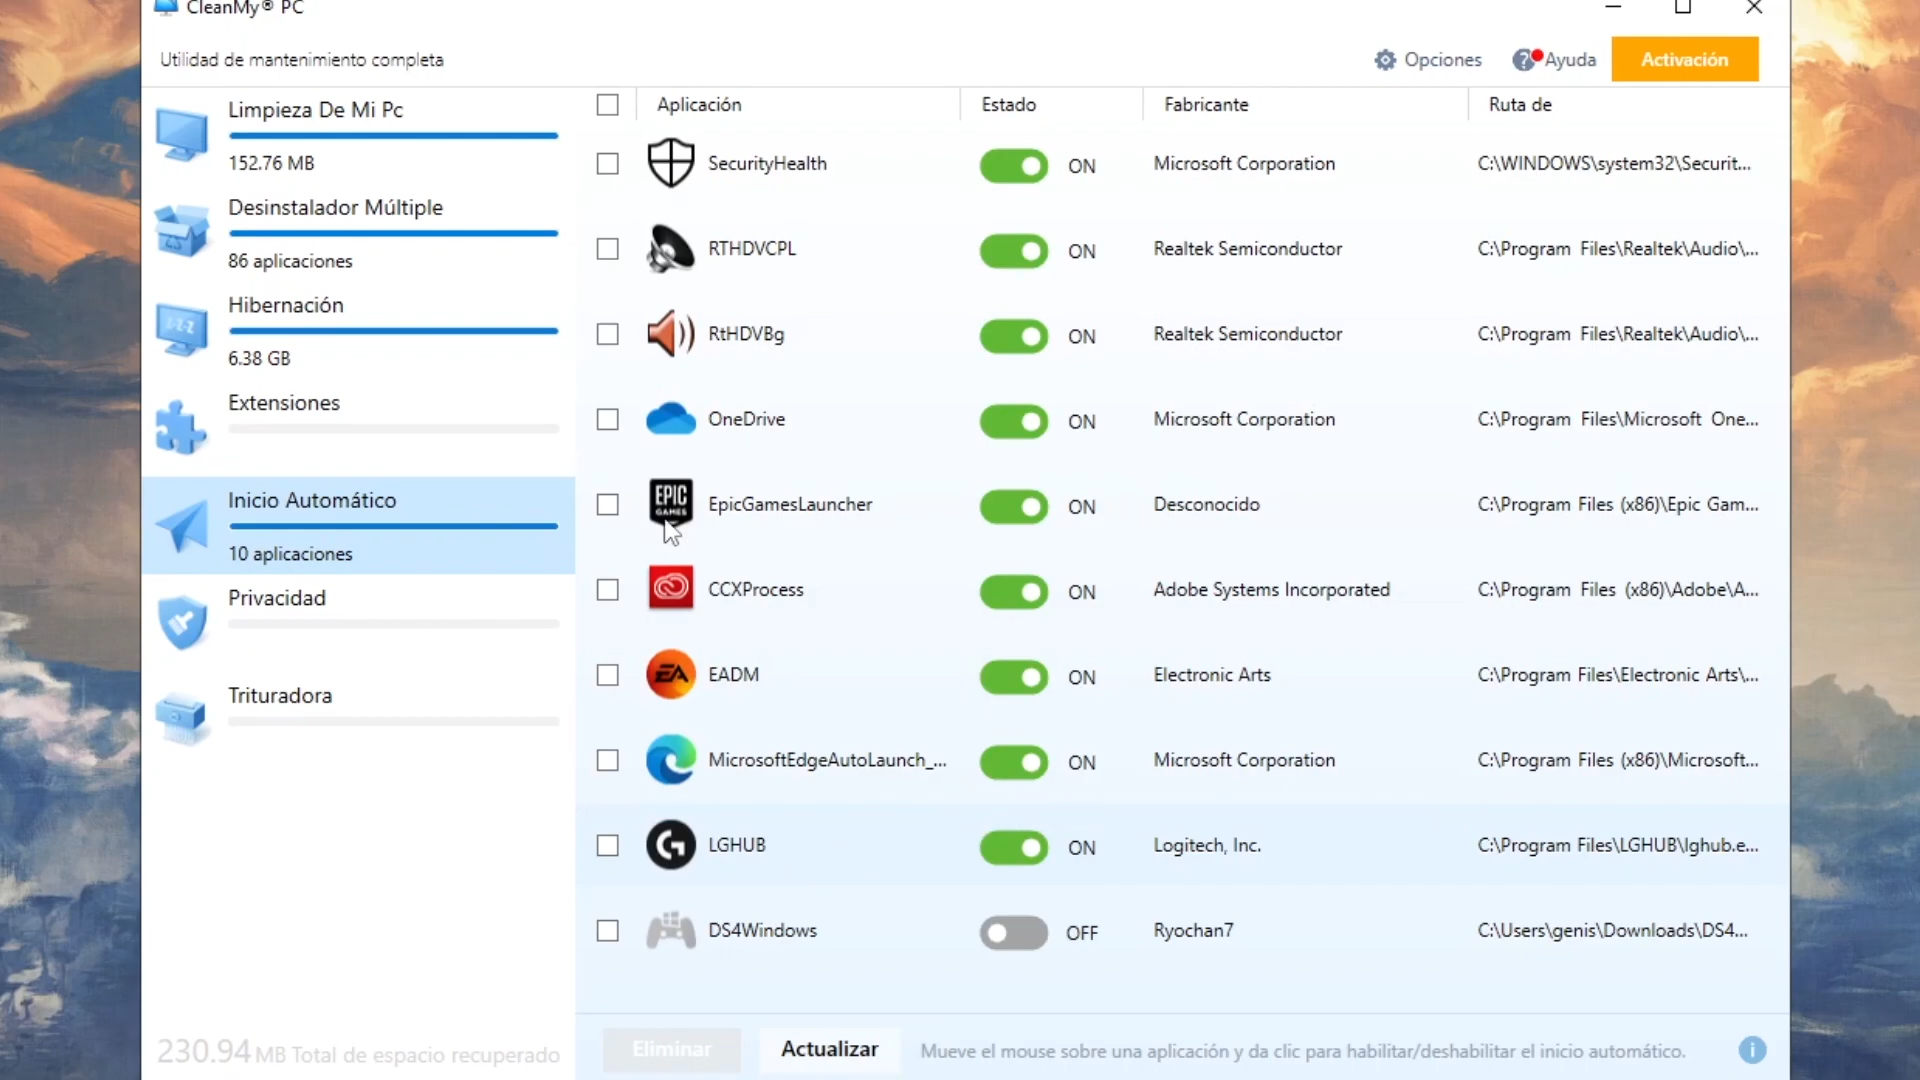 CleanMy® PC
Utilidad de mantenimiento completa
Opciones
Ayuda
Activación
Limpieza De Mi Pc
152.76 MB
Desinstalador Múltiple
86 aplicaciones
Hibernación
6.38 GB
Extensiones
Inicio Automático
10 aplicaciones
Privacidad
Trituradora
230.94 MB Total de espacio recuperado
Aplicación Estado Fabricante Ruta de
SecurityHealth ON Microsoft Corporation C:\WINDOWS\system32\Securit...
RTHDVCPL ON Realtek Semiconductor C:\Program Files\Realtek\Audio\...
RtHDVBg ON Realtek Semiconductor C:\Program Files\Realtek\Audio\...
OneDrive ON Microsoft Corporation C:\Program Files\Microsoft One...
EPIC GAMES EpicGamesLauncher ON Desconocido C:\Program Files (x86)\Epic Gam...
CCXProcess ON Adobe Systems Incorporated C:\Program Files (x86)\Adobe\A...
EA EADM ON Electronic Arts C:\Program Files\Electronic Arts\...
MicrosoftEdgeAutoLaunch_... ON Microsoft Corporation C:\Program Files (x86)\Microsoft...
LGHUB ON Logitech, Inc. C:\Program Files\LGHUB\lghub.e...
DS4Windows OFF Ryochan7 C:\Users\genis\Downloads\DS4...
Eliminar
Actualizar
Mueve el mouse sobre una aplicación y da clic para habilitar/deshabilitar el inicio automático.